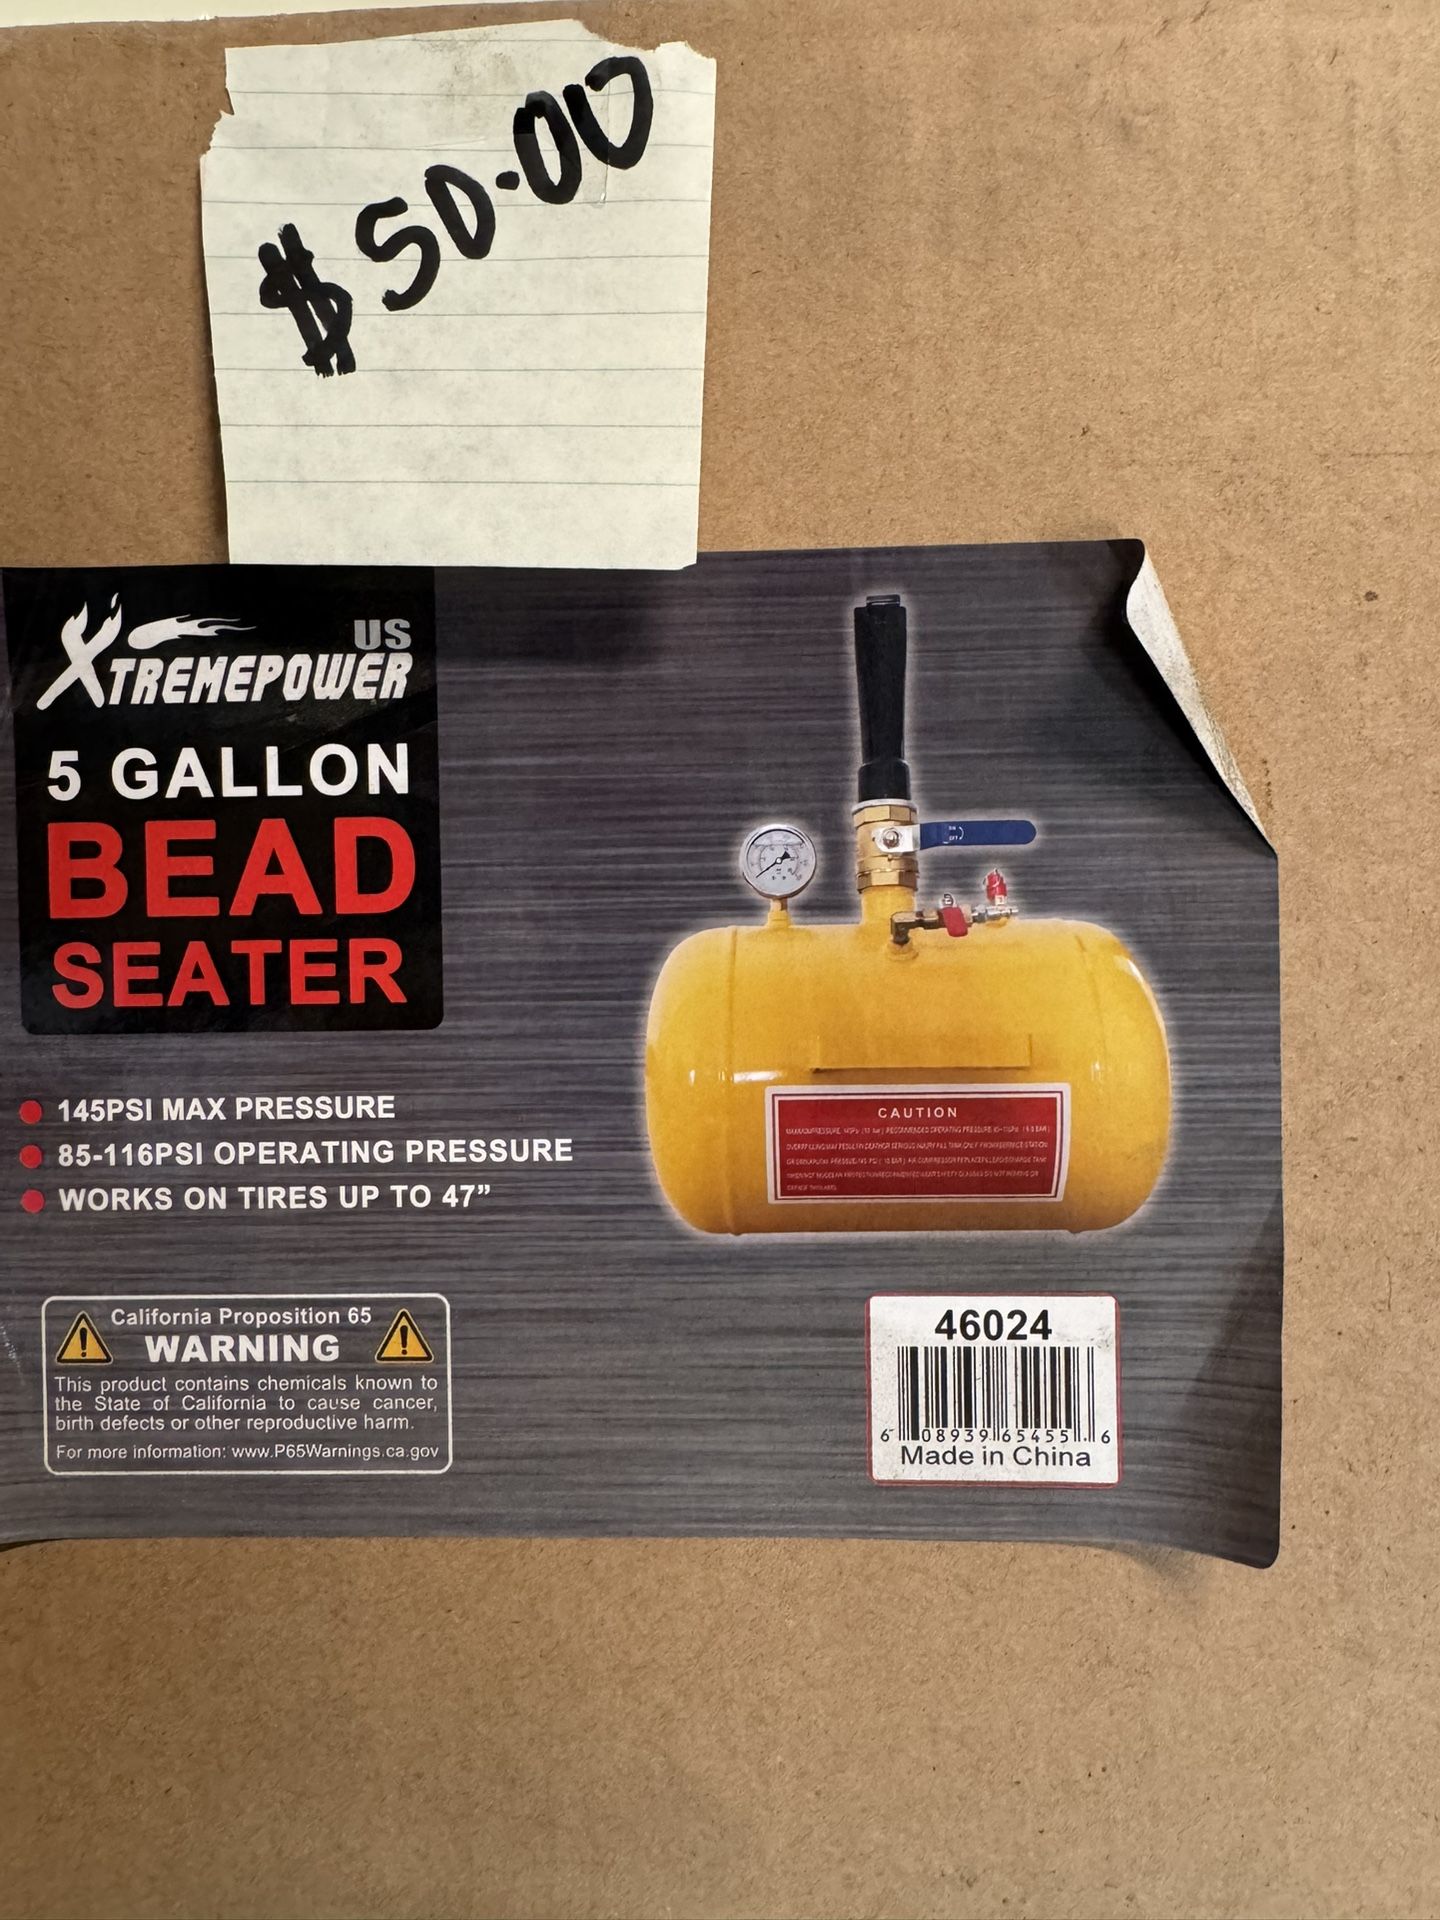 $50.00
US
XTREMEPOWER
5 GALLON
BEAD
SEATER
145PSI MAX PRESSURE
85-116PSI OPERATING PRESSURE
WORKS ON TIRES UP TO 47”
CAUTION
California Proposition 65
WARNING
This product contains chemicals known to
the State of California to cause cancer,
birth defects or other reproductive harm.
For more information: www.P65Warnings.ca.gov
46024
6 08939 65455 6
Made in China